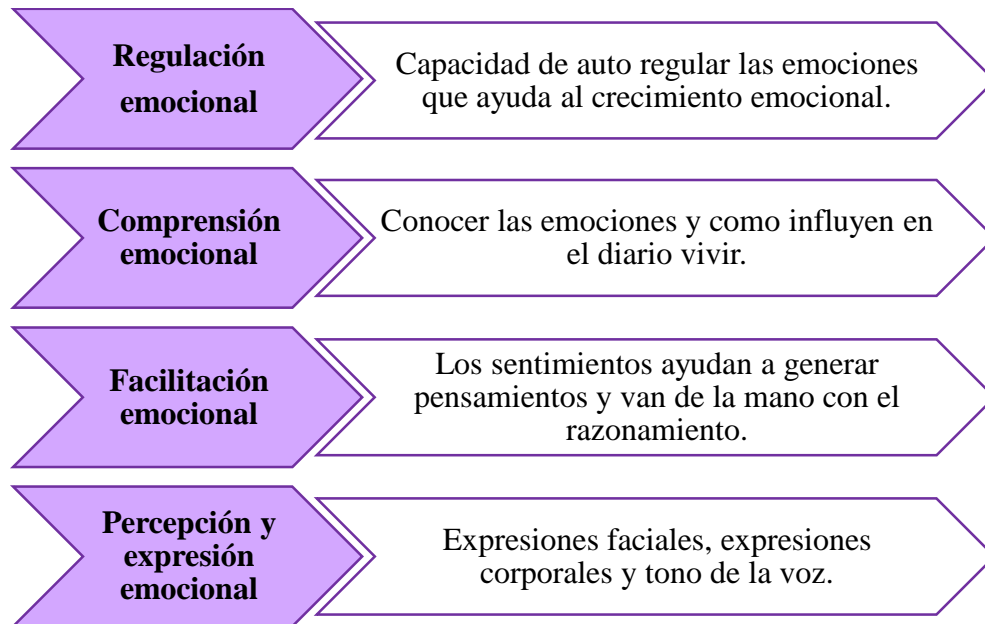 Regulación
emocional
Capacidad de auto regular las emociones
que ayuda al crecimiento emocional.
Comprensión
emocional
Conocer las emociones y como influyen en
el diario vivir.
Facilitación
emocional
Los sentimientos ayudan a generar
pensamientos y van de la mano con el
razonamiento.
Percepción y
expresión
emocional
Expresiones faciales, expresiones
corporales y tono de la voz.